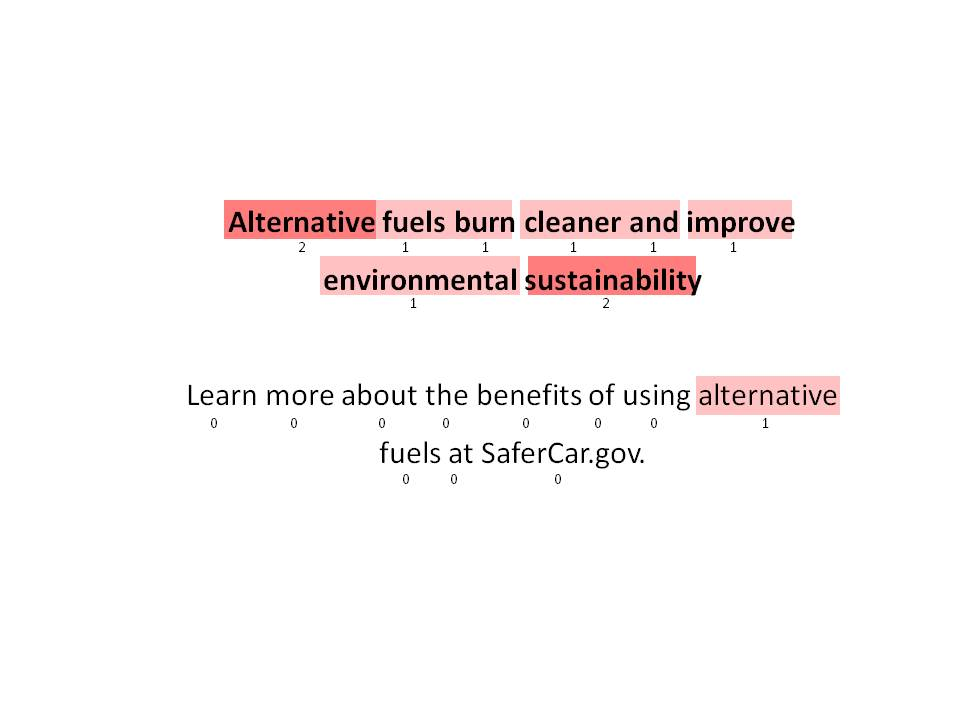 Alternative fuels burn cleaner and improve
2 1 1 1 1 1
environmental sustainability
1 2
Learn more about the benefits of using alternative
0 0 0 0 0 0 0 1
fuels at SaferCar.gov.
0 0 0